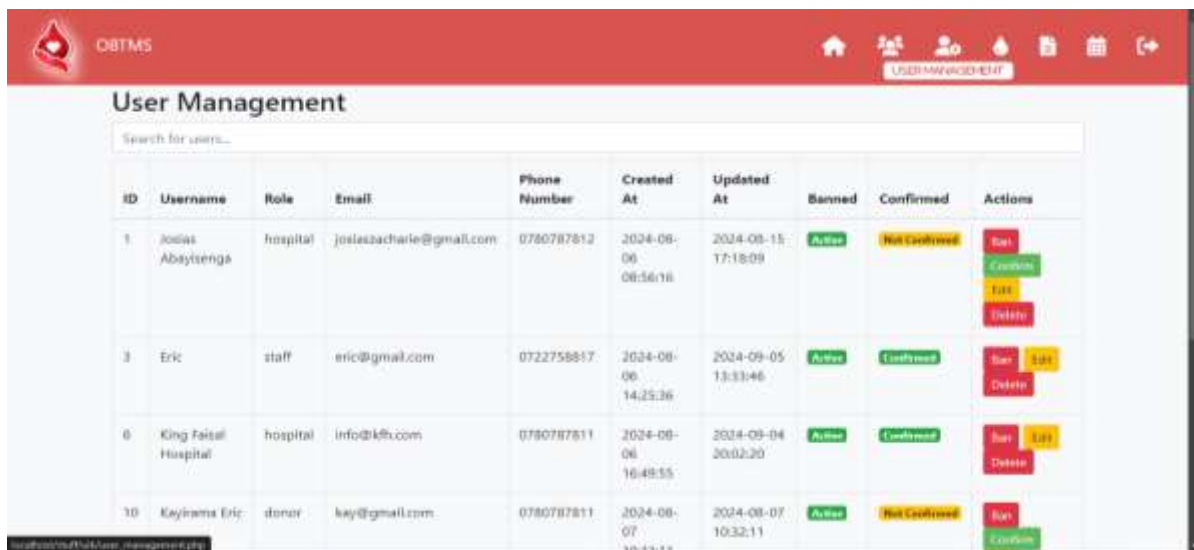 OBTMS
USER MANAGEMENT
User Management
Search for users...
ID Username Role Email Phone Number Created At Updated At Banned Confirmed Actions
1 Josias Abayisenga hospital josiaszacharie@gmail.com 0780787812 2024-08-06 08:56:16 2024-08-15 17:18:09 Active Not Confirmed Ban Confirm Edit Delete
3 Eric staff eric@gmail.com 0722758817 2024-08-06 14:25:36 2024-09-05 13:33:46 Active Confirmed Ban Edit Delete
6 King Faisal Hospital hospital info@kfh.com 0780787811 2024-08-06 16:49:55 2024-09-04 20:02:20 Active Confirmed Ban Edit Delete
10 Kayirama Eric donor kay@gmail.com 0780787811 2024-08-07 2024-08-07 10:32:11 Active Not Confirmed Ban Confirm